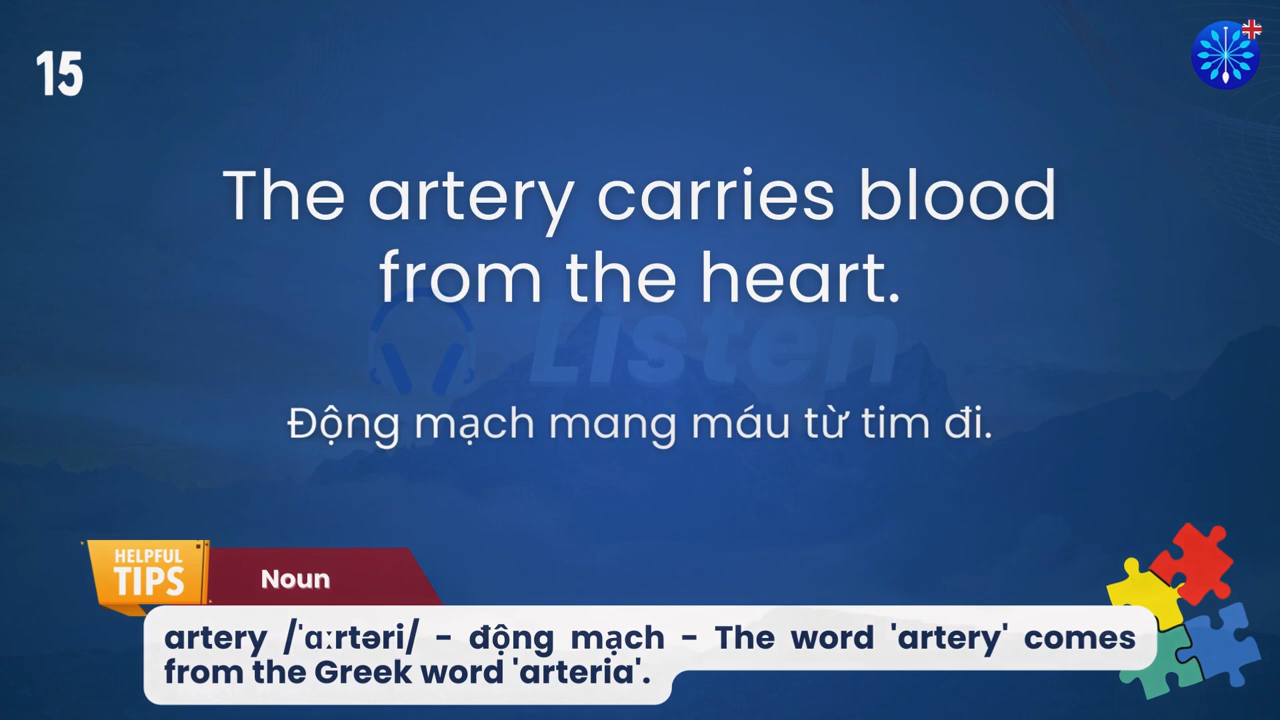 15
The artery carries blood
from the heart.
Listen
Động mạch mang máu từ tim đi.
HELPFUL
TIPS
Noun
artery /ˈɑːrtəri/ - động mạch - The word 'artery' comes
from the Greek word 'arteria'.